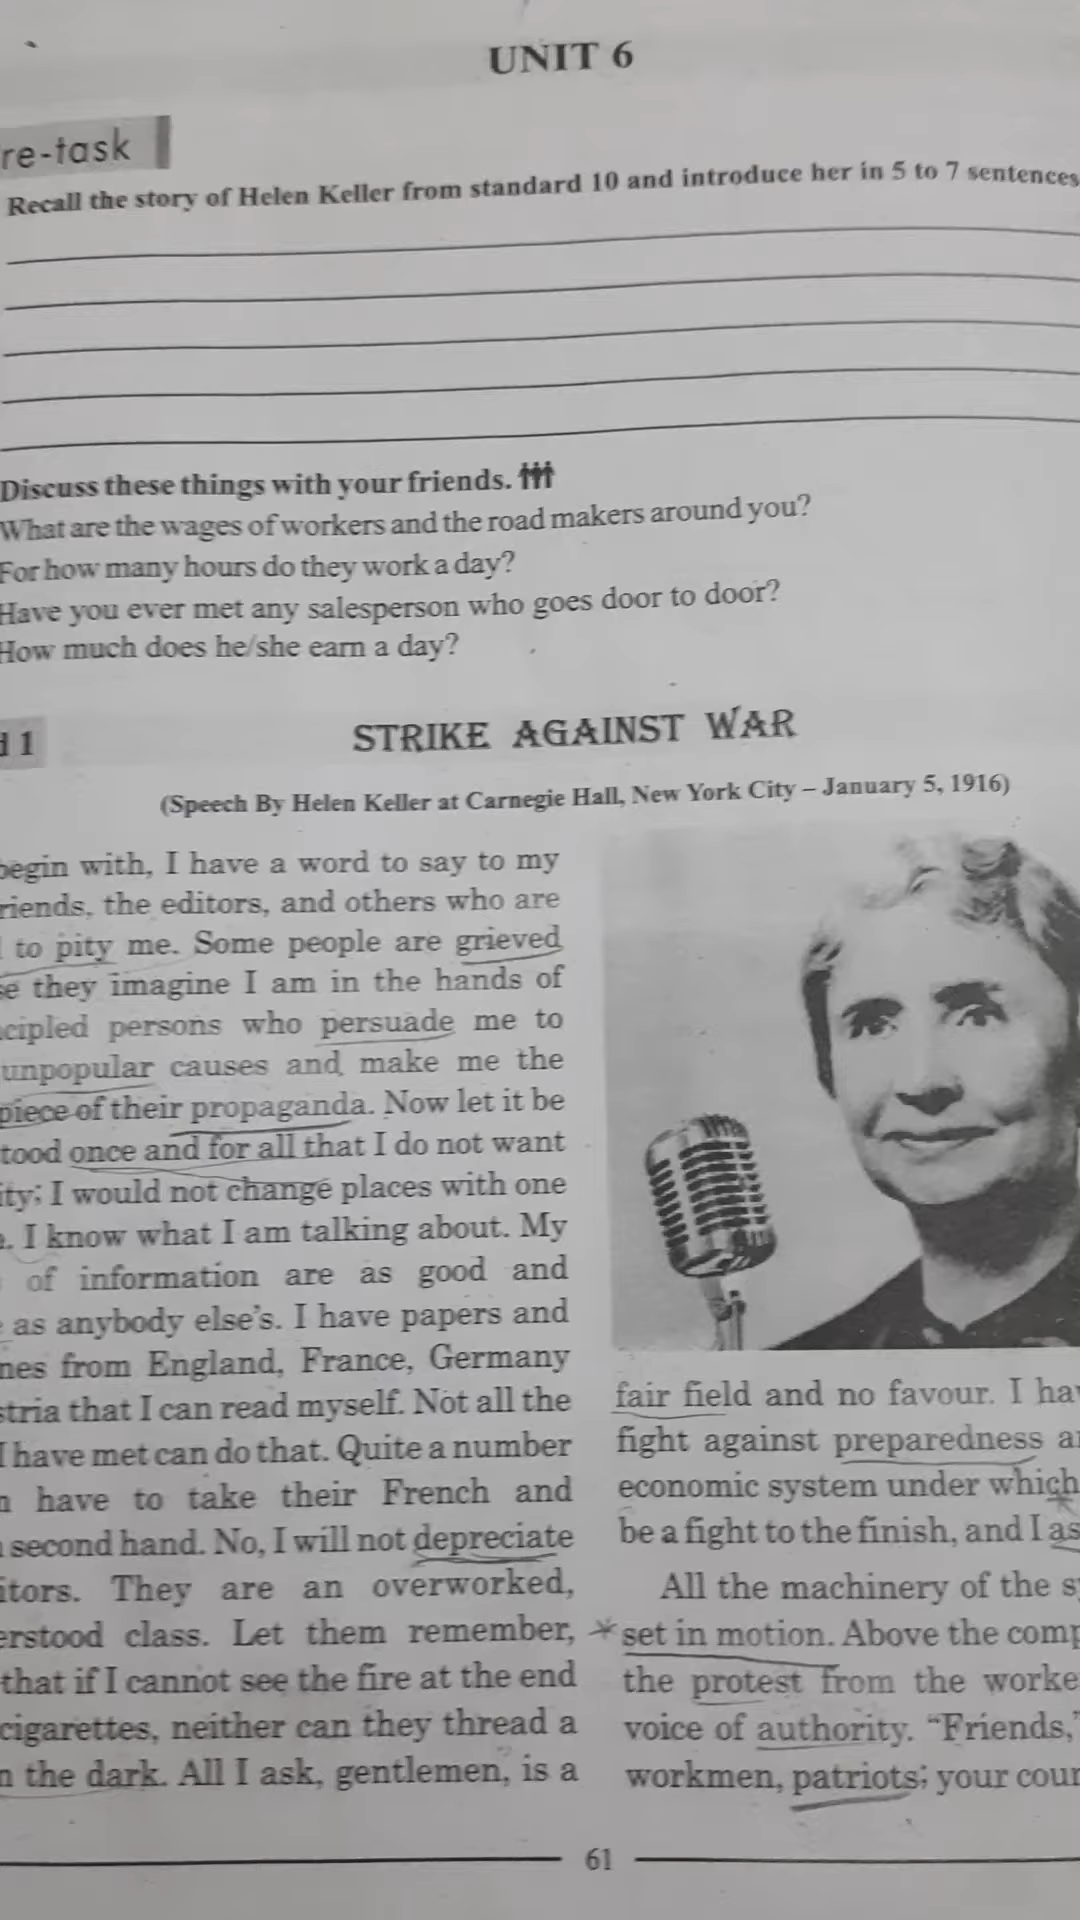 UNIT 6
re-task
Recall the story of Helen Keller from standard 10 and introduce her in 5 to 7 sentences
Discuss these things with your friends.
What are the wages of workers and the road makers around you?
For how many hours do they work a day?
Have you ever met any salesperson who goes door to door?
How much does he/she earn a day?
d 1
STRIKE AGAINST WAR
(Speech By Helen Keller at Carnegie Hall, New York City – January 5, 1916)
begin with, I have a word to say to my
riends, the editors, and others who are
to pity me. Some people are grieved
se they imagine I am in the hands of
cipled persons who persuade me to
unpopular causes and make me the
piece of their propaganda. Now let it be
tood once and for all that I do not want
ity; I would not change places with one
e. I know what I am talking about. My
of information are as good and
as anybody else's. I have papers and
nes from England, France, Germany
stria that I can read myself. Not all the
I have met can do that. Quite a number
n have to take their French and
second hand. No, I will not depreciate
itors. They are an overworked,
erstood class. Let them remember,
that if I cannot see the fire at the end
cigarettes, neither can they thread a
n the dark. All I ask, gentlemen, is a
fair field and no favour. I hav
fight against preparedness an
economic system under which
be a fight to the finish, and I as
All the machinery of the sy
set in motion. Above the comp
the protest from the worke
voice of authority. “Friends,”
workmen, patriots; your coun
61